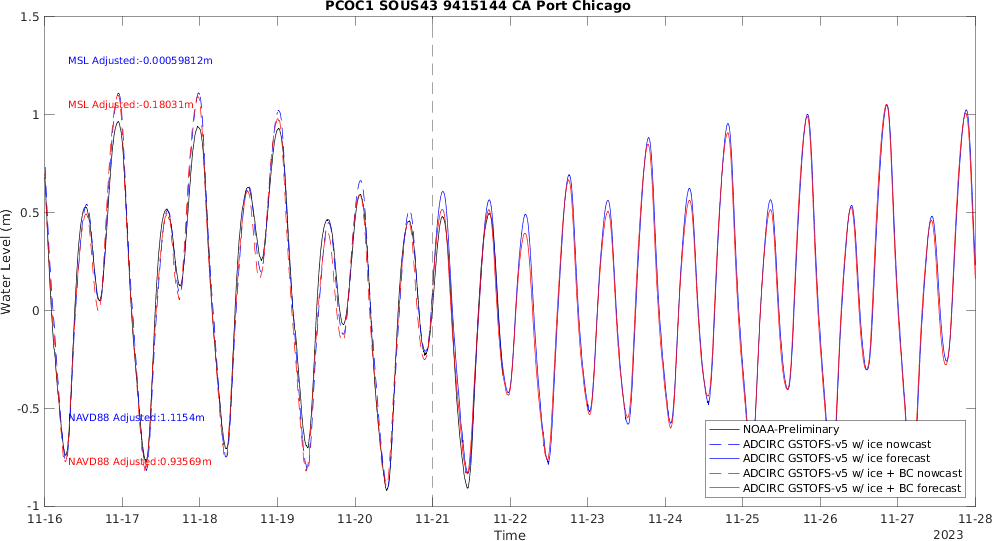 PCOC1 SOUS43 9415144 CA Port Chicago
1.5
1
0.5
0
-0.5
-1
Water Level (m)
MSL Adjusted:-0.00059812m
MSL Adjusted:-0.18031m
NAVD88 Adjusted:1.1154m
NAVD88 Adjusted:0.93569m
NOAA-Preliminary
ADCIRC GSTOFS-v5 w/ ice nowcast
ADCIRC GSTOFS-v5 w/ ice forecast
ADCIRC GSTOFS-v5 w/ ice + BC nowcast
ADCIRC GSTOFS-v5 w/ ice + BC forecast
11-16 11-17 11-18 11-19 11-20 11-21 11-22 11-23 11-24 11-25 11-26 11-27 11-28
Time
2023